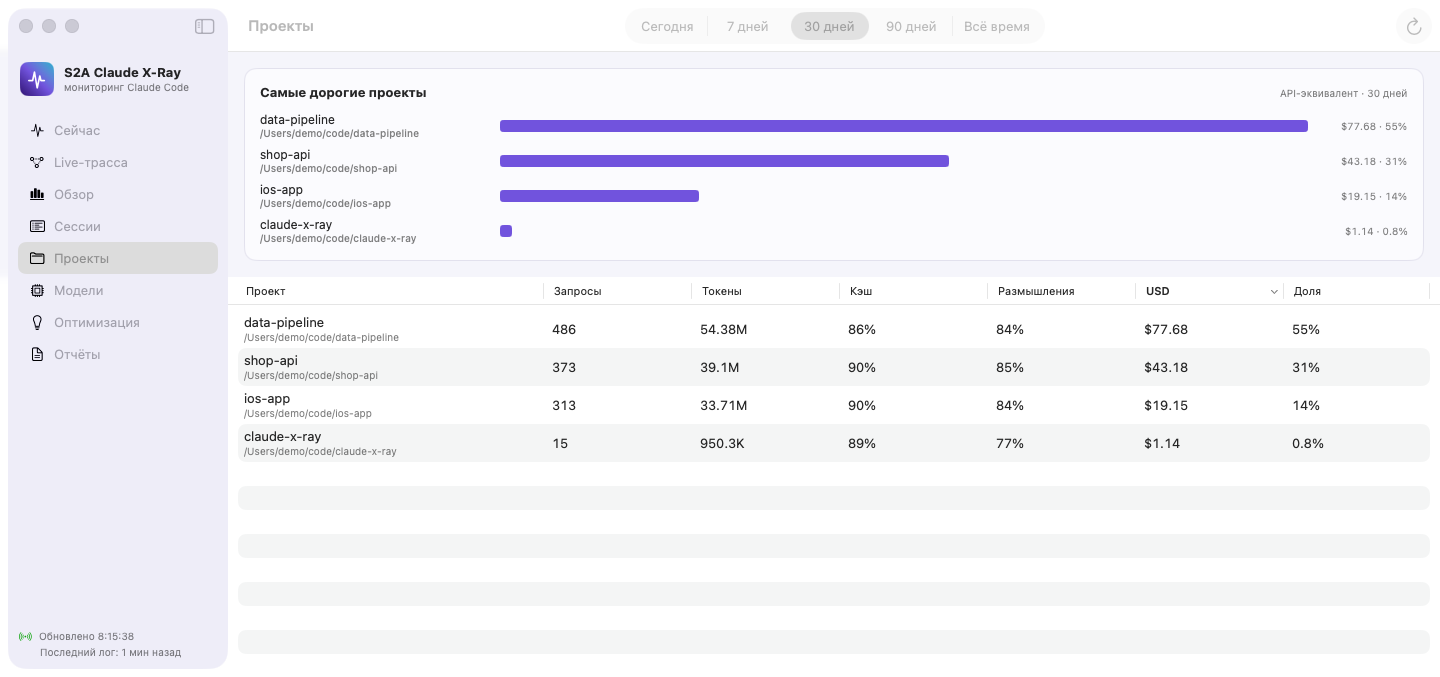 Проекты
Сегодня
7 дней
30 дней
90 дней
Всё время
S2A Claude X-Ray
мониторинг Claude Code
Сейчас
Live-трасса
Обзор
Сессии
Проекты
Модели
Оптимизация
Отчёты
Обновлено 8:15:38
Последний лог: 1 мин назад
Самые дорогие проекты
API-эквивалент · 30 дней
data-pipeline
/Users/demo/code/data-pipeline
$77.68 · 55%
shop-api
/Users/demo/code/shop-api
$43.18 · 31%
ios-app
/Users/demo/code/ios-app
$19.15 · 14%
claude-x-ray
/Users/demo/code/claude-x-ray
$1.14 · 0.8%
Проект Запросы Токены Кэш Размышления USD Доля
data-pipeline
/Users/demo/code/data-pipeline
486 54.38M 86% 84% $77.68 55%
shop-api
/Users/demo/code/shop-api
373 39.1M 90% 85% $43.18 31%
ios-app
/Users/demo/code/ios-app
313 33.71M 90% 84% $19.15 14%
claude-x-ray
/Users/demo/code/claude-x-ray
15 950.3K 89% 77% $1.14 0.8%